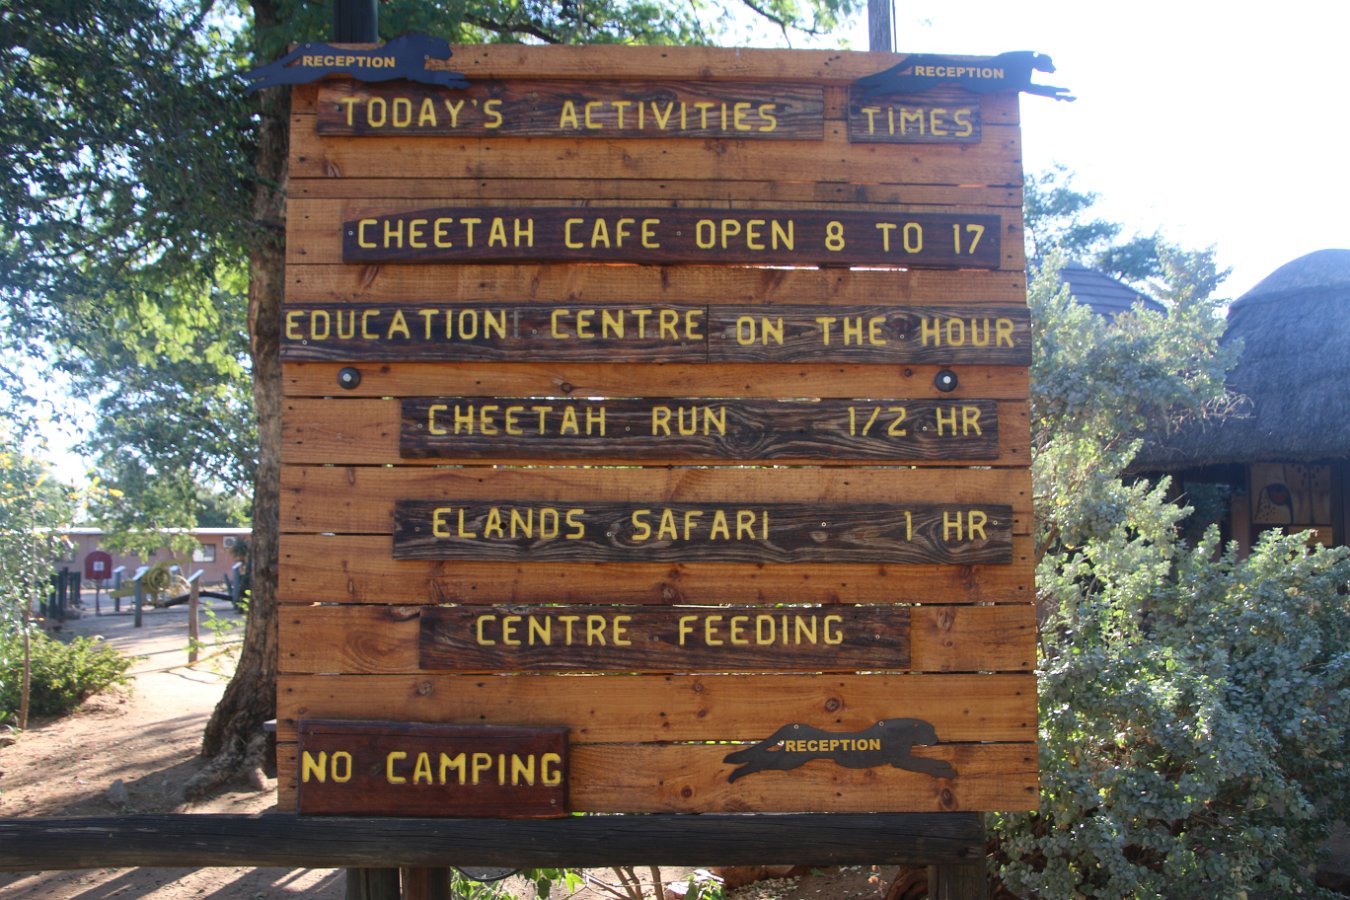 RECEPTION RECEPTION
TODAY'S ACTIVITIES TIMES
CHEETAH CAFE OPEN 8 TO 17
EDUCATION CENTRE ON THE HOUR
CHEETAH RUN 1/2 HR
ELANDS SAFARI 1 HR
CENTRE FEEDING
RECEPTION
NO CAMPING